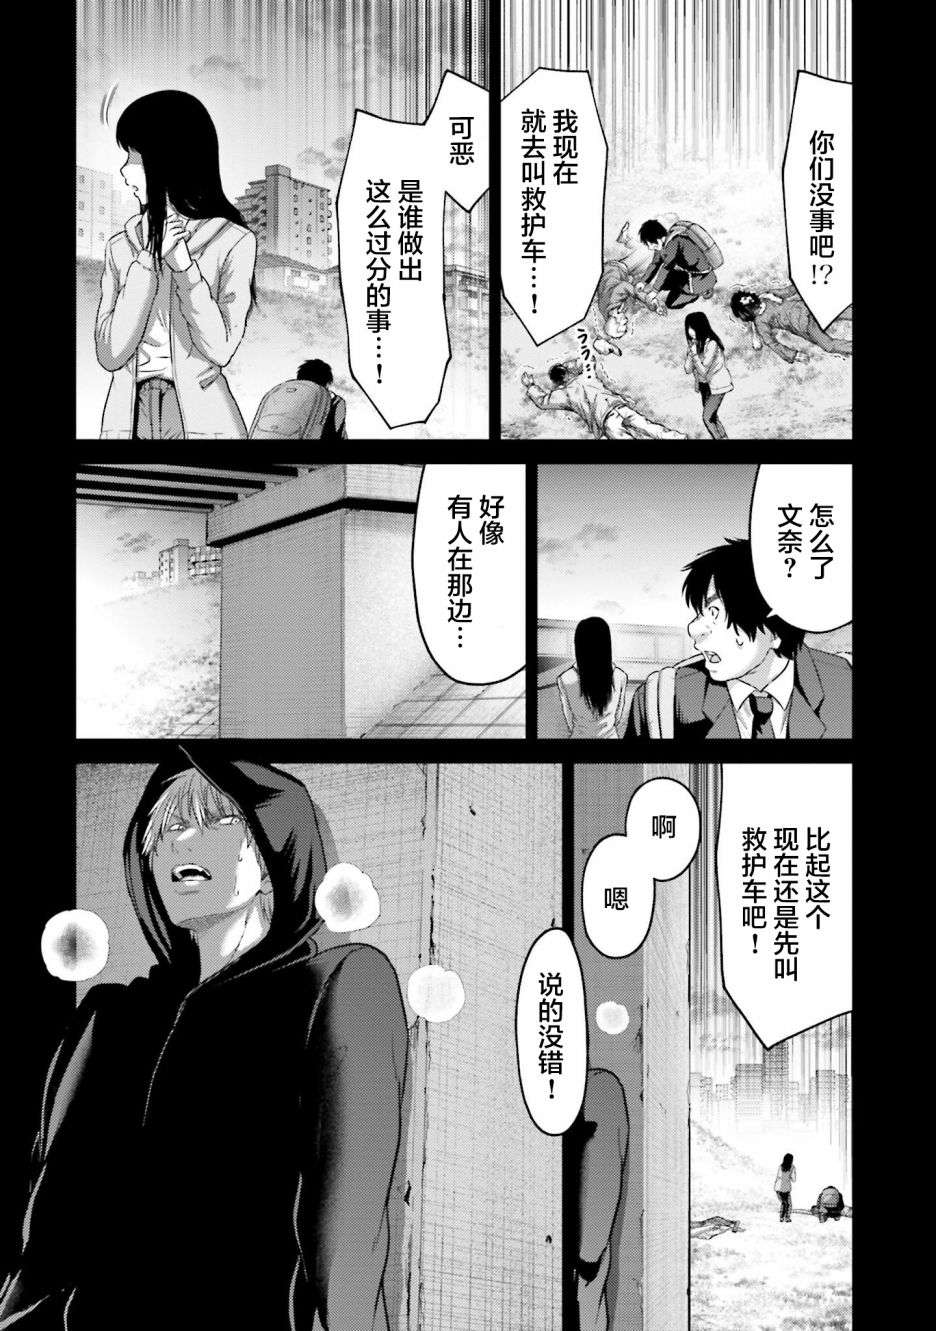 你们没事吧!?
我现在
就去叫救护车…！
ララ…
可恶
是谁做出
这么过分的事…！
怎么了
文奈？
好像
有人在那边…
比起这个
现在还是先叫
救护车吧！
啊
嗯
说的没错！